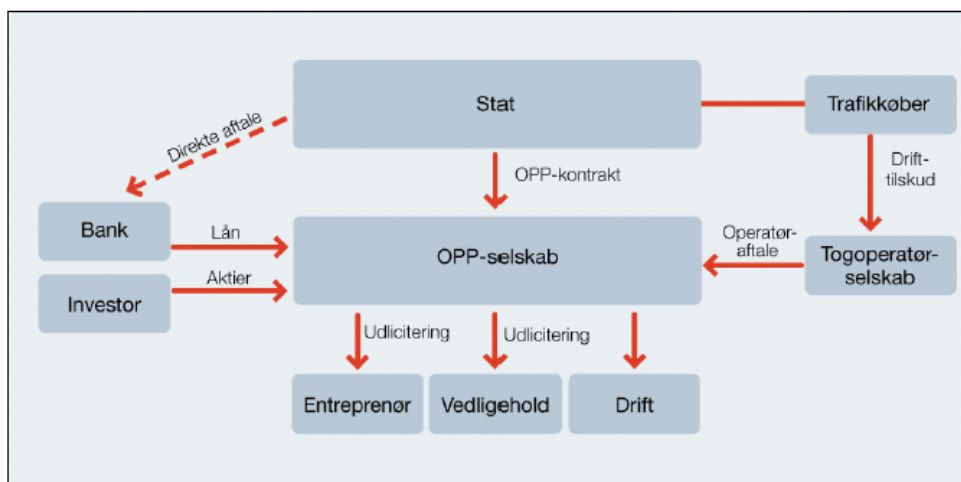 Stat
Trafikkøber
Direkte aftale
OPP-kontrakt
Drift-
tilskud
Bank
Lån
OPP-selskab
Operatør-
aftale
Togoperatør-
selskab
Investor
Aktier
Udlicitering
Udlicitering
Entreprenør
Vedligehold
Drift